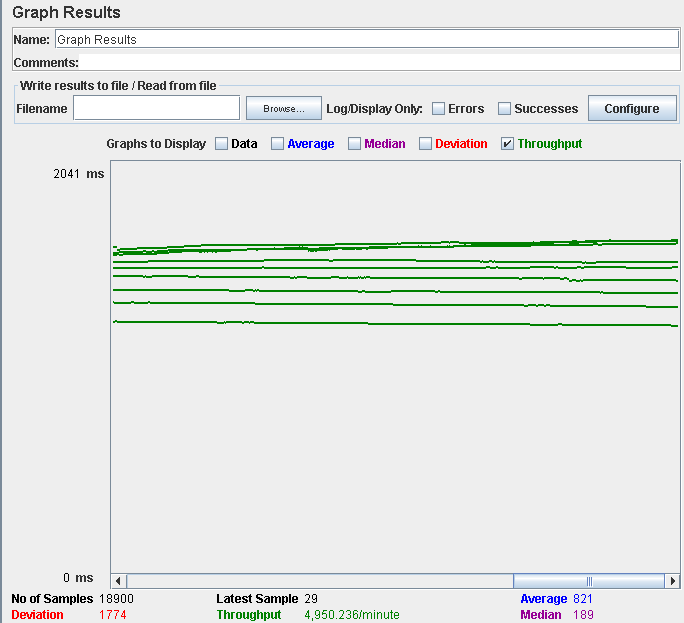 Graph Results
Name: Graph Results
Comments:
Write results to file / Read from file
Filename Browse... Log/Display Only: Errors Successes Configure
Graphs to Display Data Average Median Deviation Throughput
2041 ms
0 ms
No of Samples 18900 Latest Sample 29 Average 821
Deviation 1774 Throughput 4,950.236/minute Median 189